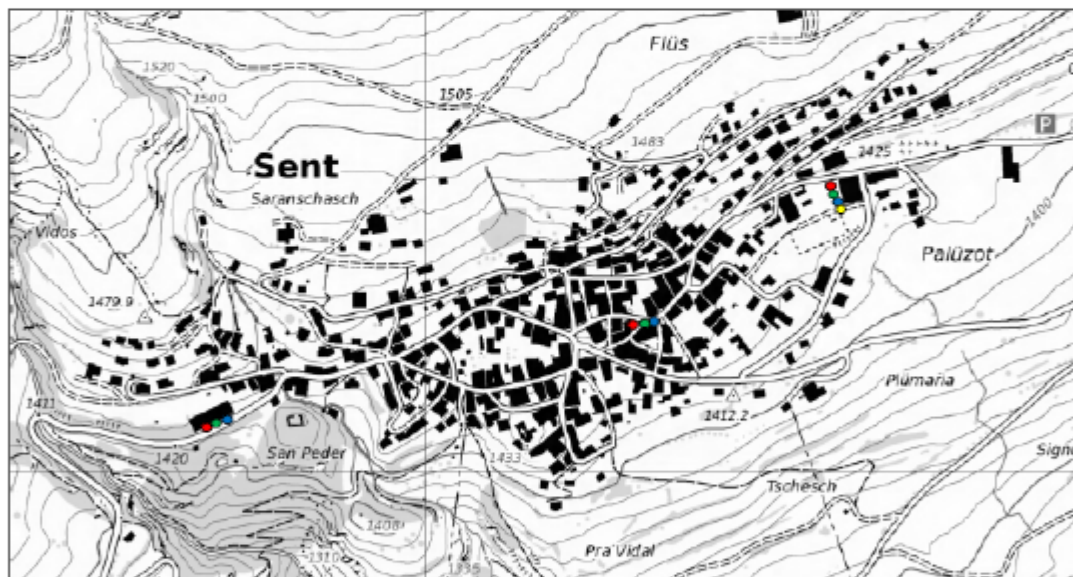 Flüs
1520
1505
1500
1483
P
Sent
1425
Saranschasch
1400
Vidos
Palüzot
1479.9
Plümaria
1411
1412.2
1420
San Peder
1433
Tschesch
1408
Pra Vidal
1310
1335